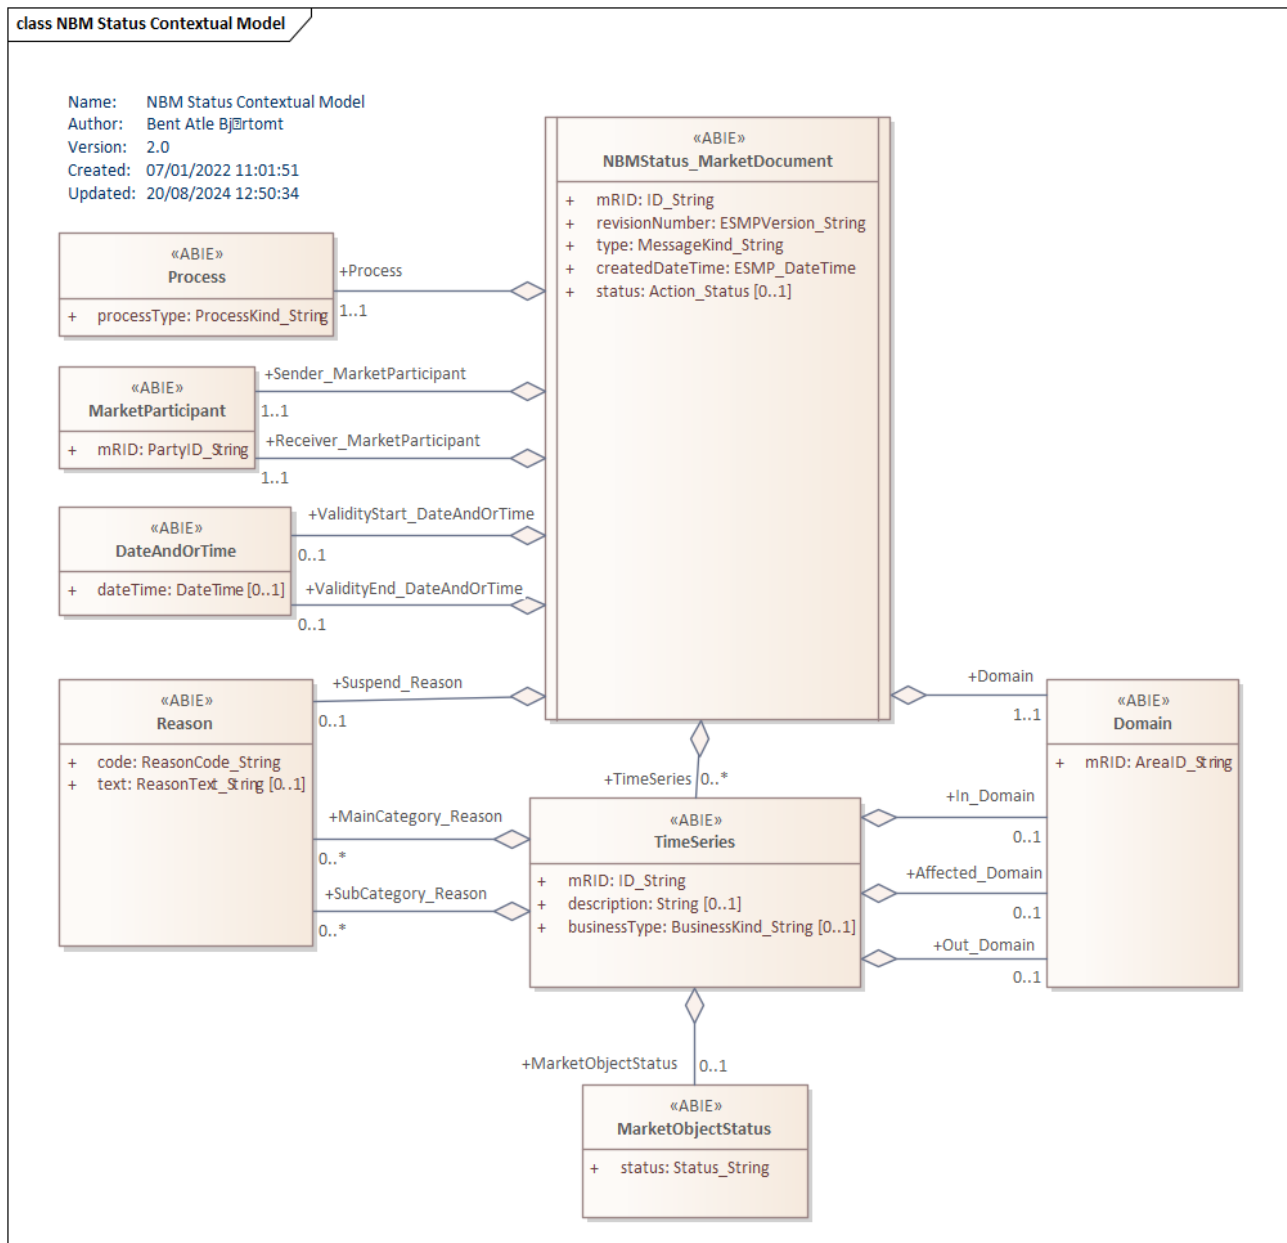 class NBM Status Contextual Model
Name: NBM Status Contextual Model
Author: Bent Atle Bj�rtomt
Version: 2.0
Created: 07/01/2022 11:01:51
Updated: 20/08/2024 12:50:34
«ABIE»
NBMStatus_MarketDocument
+ mRID: ID_String
+ revisionNumber: ESMPVersion_String
+ type: MessageKind_String
+ createdDateTime: ESMP_DateTime
+ status: Action_Status [0..1]
«ABIE»
Process
+ processType: ProcessKind_String
+Process
1..1
«ABIE»
MarketParticipant
+ mRID: PartyID_String
+Sender_MarketParticipant
1..1
+Receiver_MarketParticipant
1..1
«ABIE»
DateAndOrTime
+ dateTime: DateTime [0..1]
+ValidityStart_DateAndOrTime
0..1
+ValidityEnd_DateAndOrTime
0..1
«ABIE»
Reason
+ code: ReasonCode_String
+ text: ReasonText_String [0..1]
+Suspend_Reason
0..1
+MainCategory_Reason
0..*
+SubCategory_Reason
0..*
+TimeSeries 0..*
«ABIE»
TimeSeries
+ mRID: ID_String
+ description: String [0..1]
+ businessType: BusinessKind_String [0..1]
+Domain
1..1
+In_Domain
0..1
+Affected_Domain
0..1
+Out_Domain
0..1
«ABIE»
Domain
+ mRID: AreaID_String
+MarketObjectStatus 0..1
«ABIE»
MarketObjectStatus
+ status: Status_String